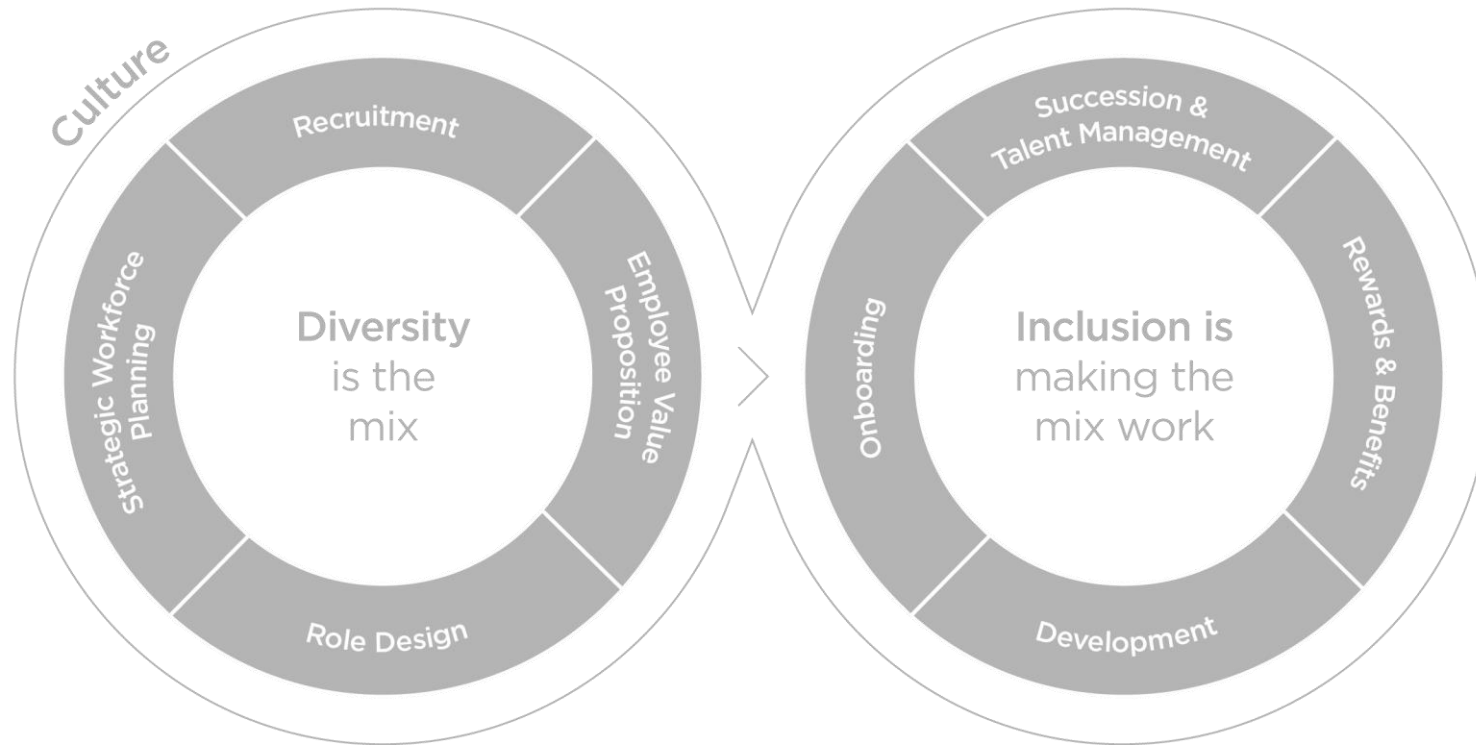 Culture
Recruitment
Strategic Workforce
Planning
Employee Value
Proposition
Role Design
Diversity
is the
mix
Succession &
Talent Management
Onboarding
Rewards & Benefits
Development
Inclusion is
making the
mix work